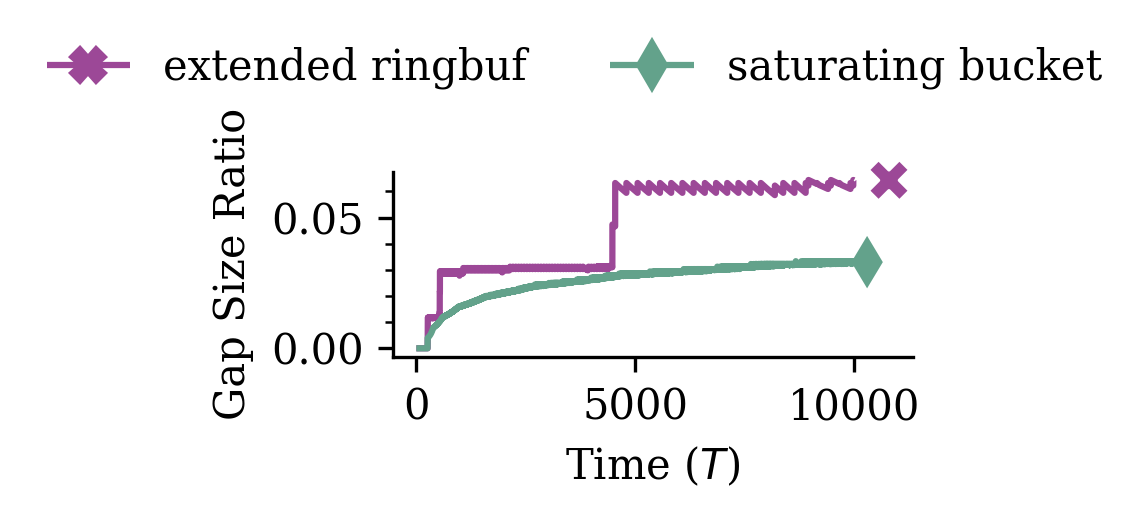 extended ringbuf
saturating bucket
Gap Size Ratio
0.05
0.00
0
5000
10000
Time (T)